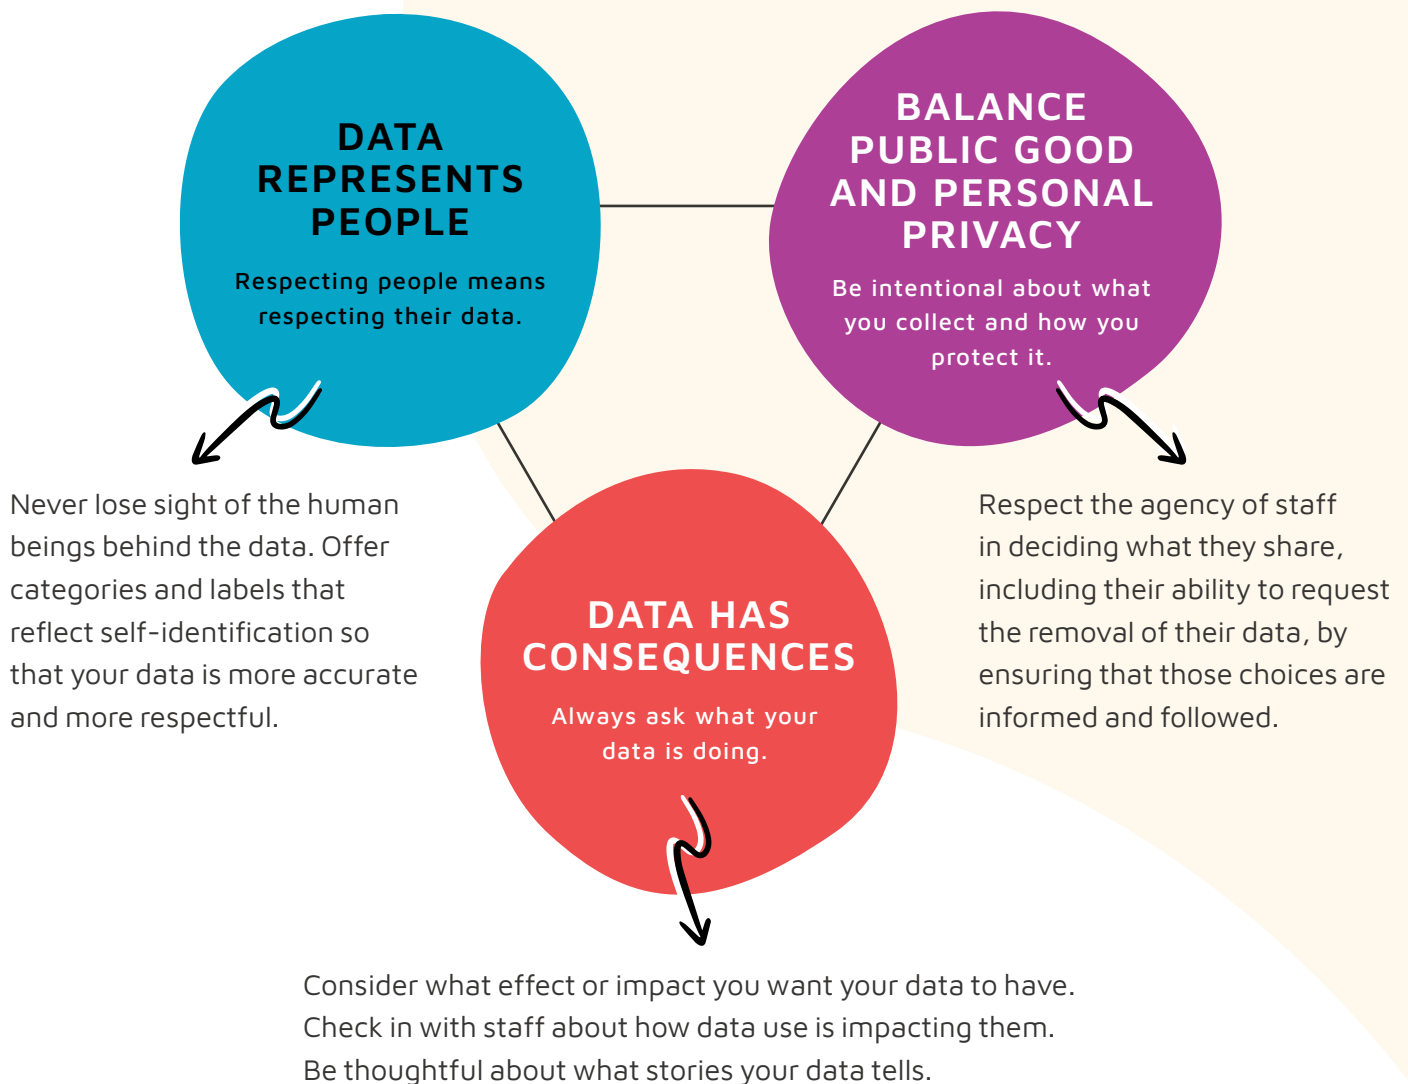 DATA
REPRESENTS
PEOPLE
Respecting people means
respecting their data.
BALANCE
PUBLIC GOOD
AND PERSONAL
PRIVACY
Be intentional about what
you collect and how you
protect it.
Never lose sight of the human
beings behind the data. Offer
categories and labels that
reflect self-identification so
that your data is more accurate
and more respectful.
Respect the agency of staff
in deciding what they share,
including their ability to request
the removal of their data, by
ensuring that those choices are
informed and followed.
DATA HAS
CONSEQUENCES
Always ask what your
data is doing.
Consider what effect or impact you want your data to have.
Check in with staff about how data use is impacting them.
Be thoughtful about what stories your data tells.